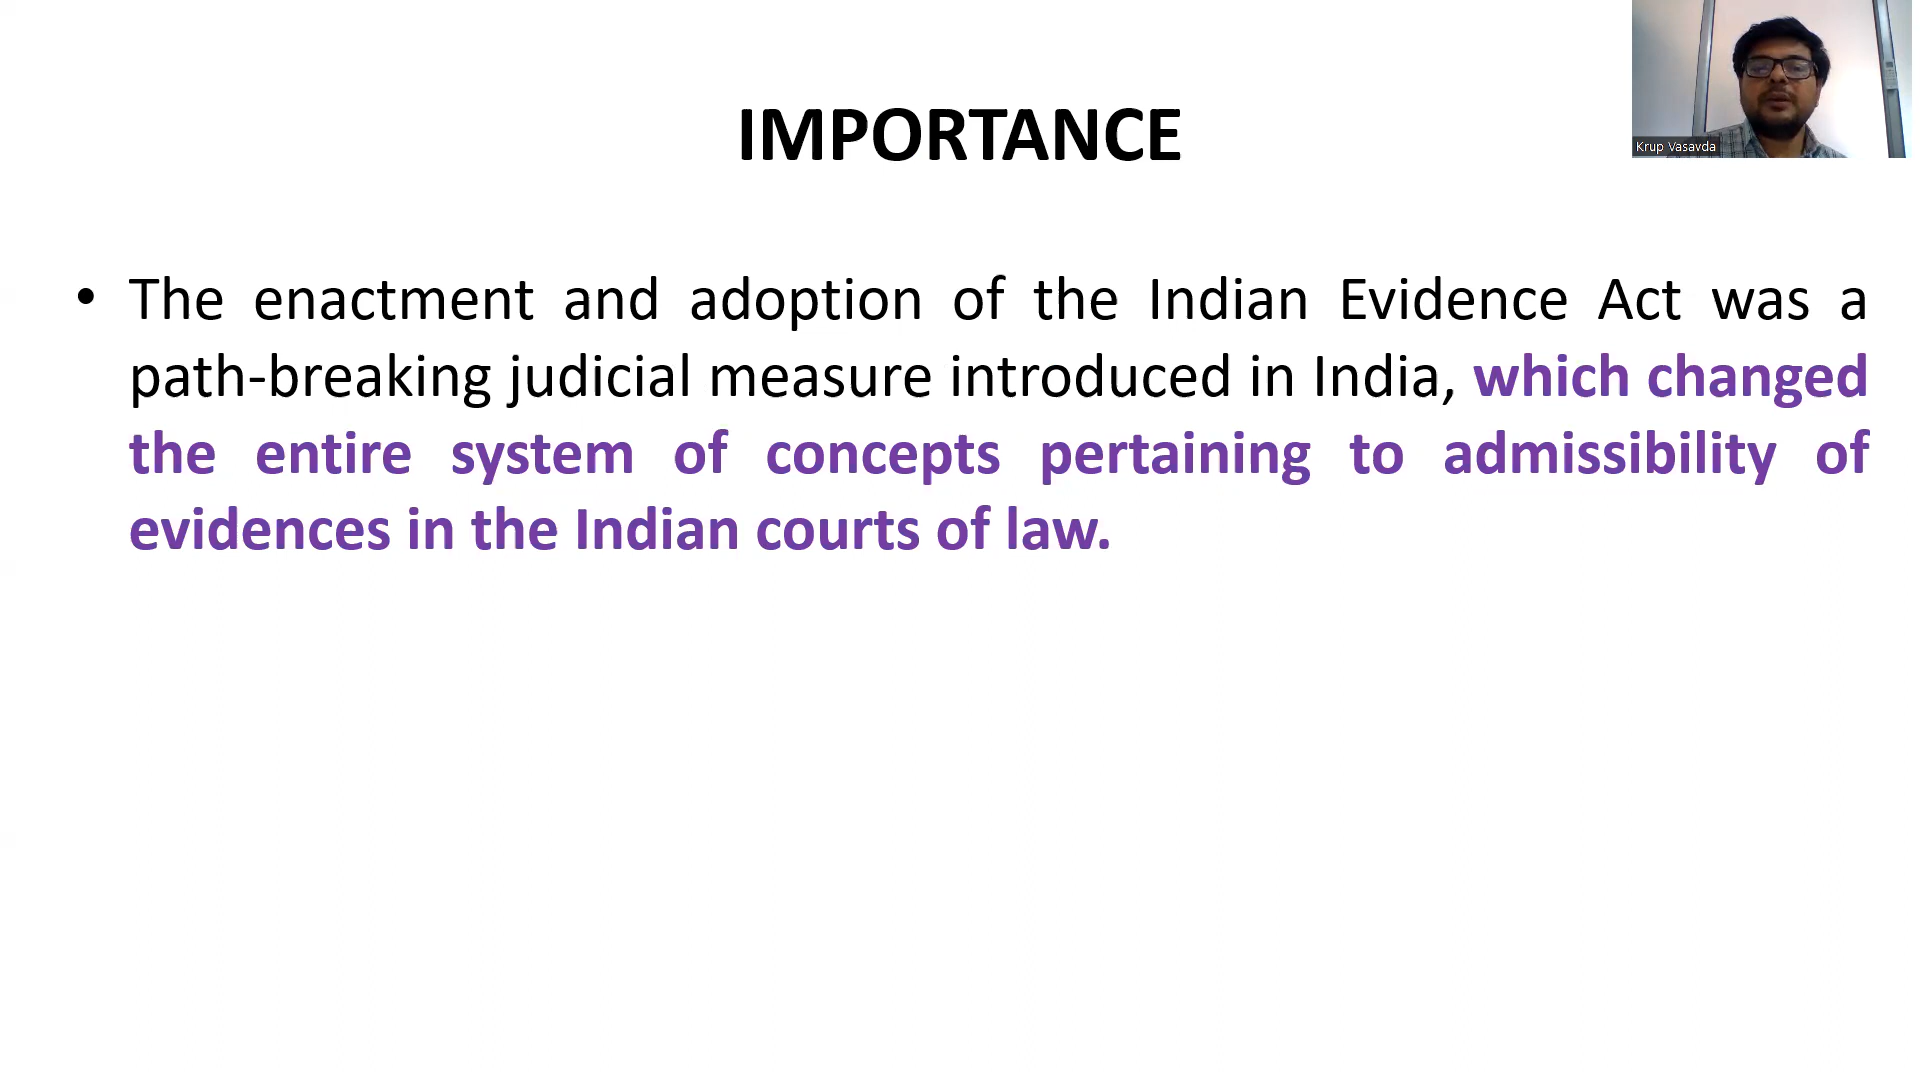 IMPORTANCE
Krup Vasavda
• The enactment and adoption of the Indian Evidence Act was a
path-breaking judicial measure introduced in India, which changed
the entire system of concepts pertaining to admissibility of
evidences in the Indian courts of law.